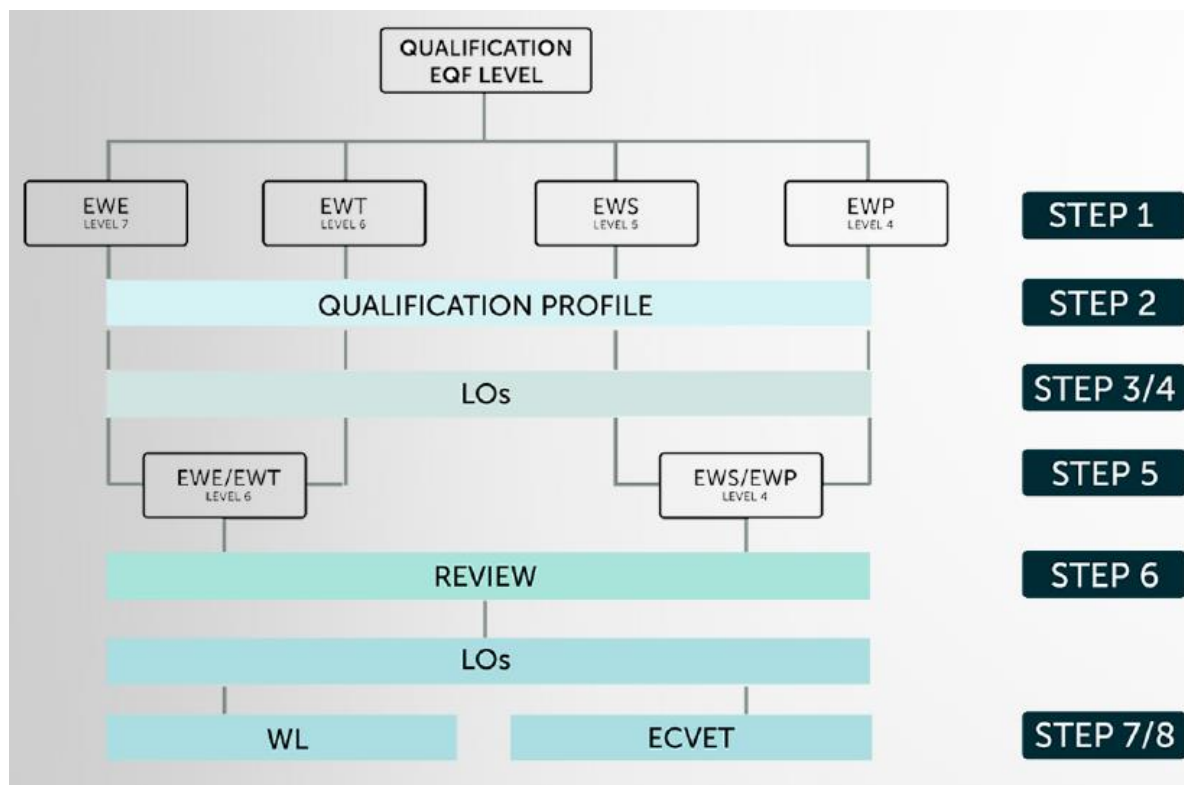 QUALIFICATION
EQF LEVEL
EWE
LEVEL 7
EWT
LEVEL 6
EWS
LEVEL 5
EWP
LEVEL 4
STEP 1
QUALIFICATION PROFILE
STEP 2
LOs
STEP 3/4
EWE/EWT
LEVEL 6
EWS/EWP
LEVEL 4
STEP 5
REVIEW
STEP 6
LOs
WL
ECVET
STEP 7/8